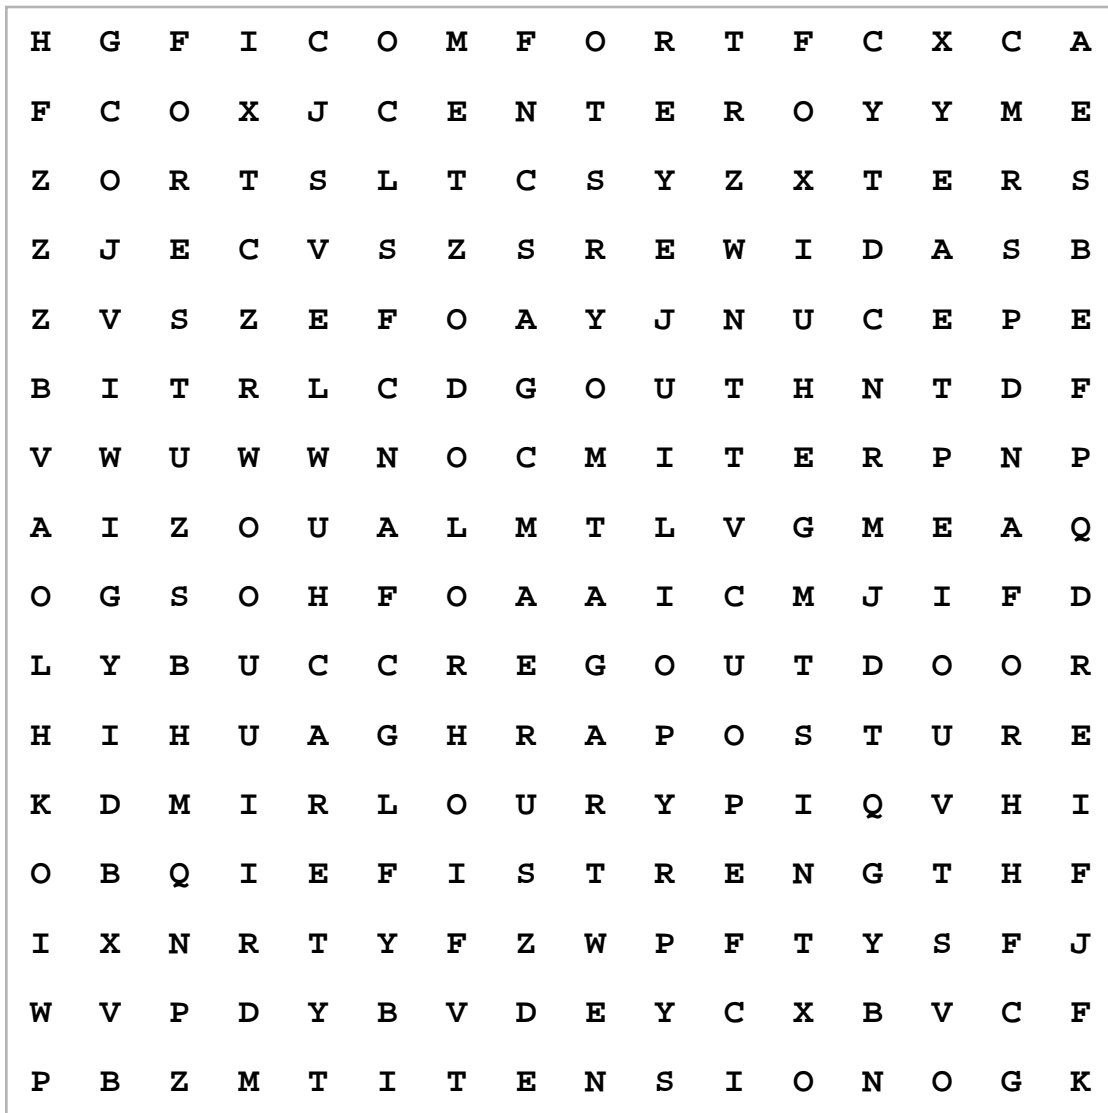 H G F I C O M F O R T F C X C A
F C O X J C E N T E R O Y Y M E
Z O R T S L T C S Y Z X T E R S
Z J E C V S Z S R E W I D A S B
Z V S Z E F O A Y J N U C E P E
B I T R L C D G O U T H N T D F
V W U W W N O C M I T E R P N P
A I Z O U A L M T L V G M E A Q
O G S O H F O A A I C M J I F D
L Y B U C C R E G O U T D O O R
H I H U A G H R A P O S T U R E
K D M I R L O U R Y P I Q V H I
O B Q I E F I S T R E N G T H F
I X N R T Y F Z W P F T Y S F J
W V P D Y B V D E Y C X B V C F
P B Z M T I T E N S I O N O G K